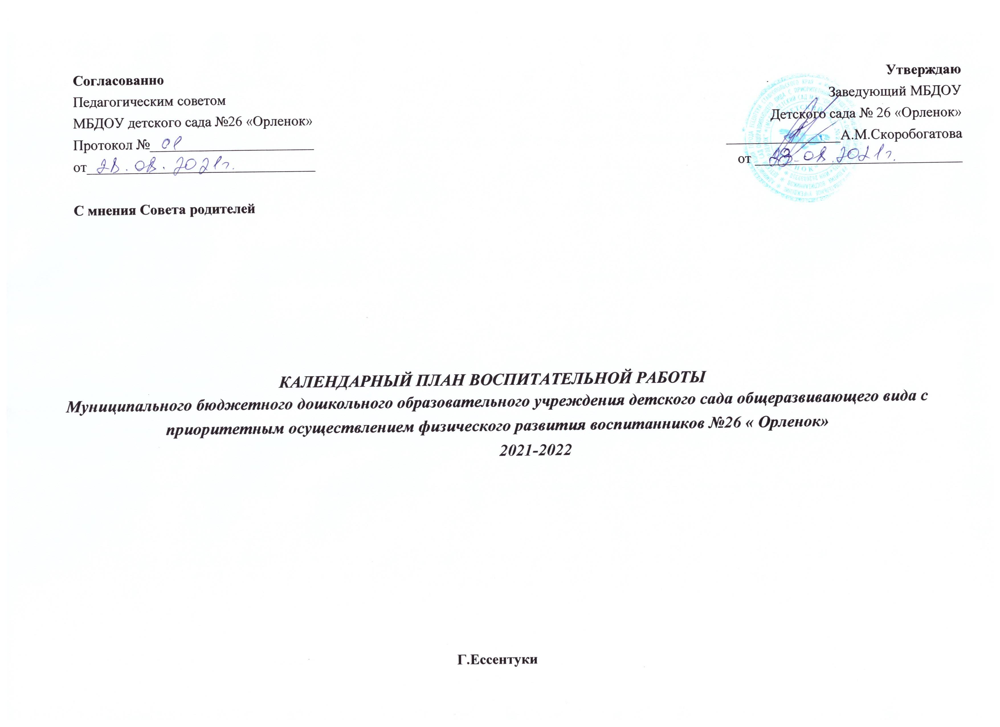 Согласованно
Педагогическим советом
МБДОУ детского сада №26 «Орленок»
Протокол № 01
от 28.08.2021г.
С мнения Совета родителей
Утверждаю
Заведующий МБДОУ
Детского сада № 26 «Орленок»
А.М.Скоробогатова
от .08.2021г.
КАЛЕНДАРНЫЙ ПЛАН ВОСПИТАТЕЛЬНОЙ РАБОТЫ
Муниципального бюджетного дошкольного образовательного учреждения детского сада общеразвивающего вида с
приоритетным осуществлением физического развития воспитанников №26 « Орленок»
2021-2022
Г.Ессентуки